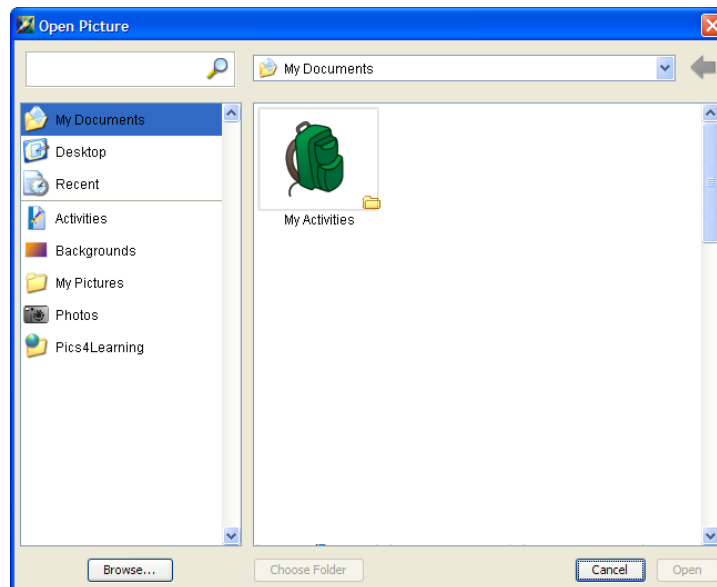 Open Picture
My Documents
My Documents
Desktop
Recent
Activities
Backgrounds
My Pictures
Photos
Pics4Learning
My Activities
Browse...
Choose Folder
Cancel
Open